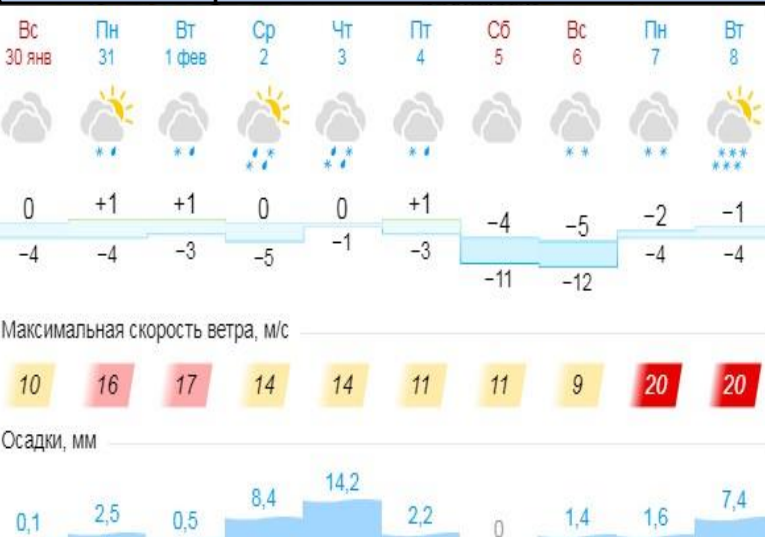 Вс Пн Вт Ср Чт Пт Сб Вс Пн Вт
30 янв 31 1 фев 2 3 4 5 6 7 8
0 +1 +1 0 0 +1 −4 −5 −2 −1
−4 −4 −3 −5 −1 −3 −11 −12 −4 −4
Максимальная скорость ветра, м/с
10 16 17 14 14 11 11 9 20 20
Осадки, мм
0,1 2,5 0,5 8,4 14,2 2,2 0 1,4 1,6 7,4